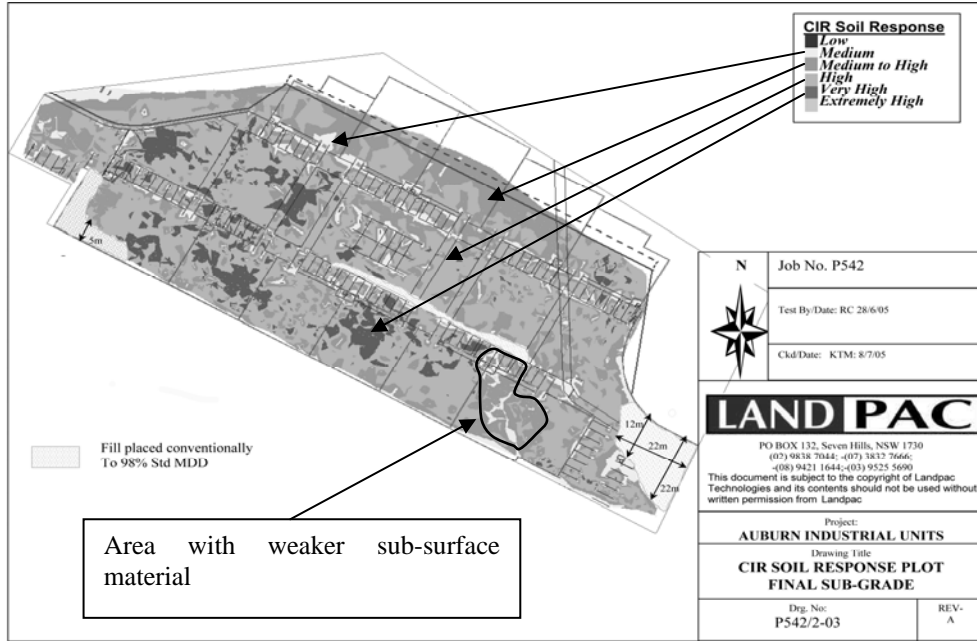 CIR Soil Response
Low
Medium
Medium to High
High
Very High
Extremely High
5m
12m
22m
22m
Fill placed conventionally
To 98% Std MDD
Area with weaker sub-surface
material
N
Job No. P542
Test By/Date: RC 28/6/05
Ckd/Date: KTM: 8/7/05
LANDPAC
PO BOX 132, Seven Hills, NSW 1730
(02) 9838 7044; -(07) 3832 7666;
-(08) 9421 1644;-(03) 9525 5690
This document is subject to the copyright of Landpac
Technologies and its contents should not be used without
written permission from Landpac
Project:
AUBURN INDUSTRIAL UNITS
Drawing Title
CIR SOIL RESPONSE PLOT
FINAL SUB-GRADE
Drg. No:
P542/2-03
REV-
A